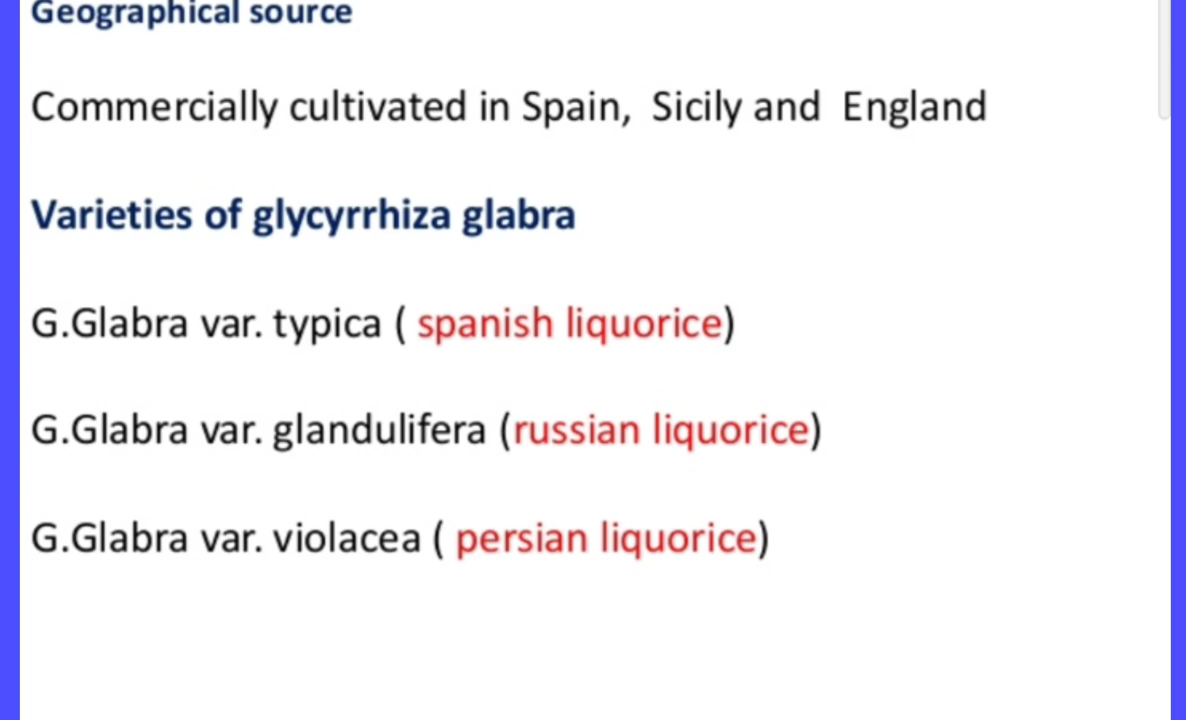 Geographical source
Commercially cultivated in Spain, Sicily and England
Varieties of glycyrrhiza glabra
G.Glabra var. typica ( spanish liquorice)
G.Glabra var. glandulifera (russian liquorice)
G.Glabra var. violacea ( persian liquorice)